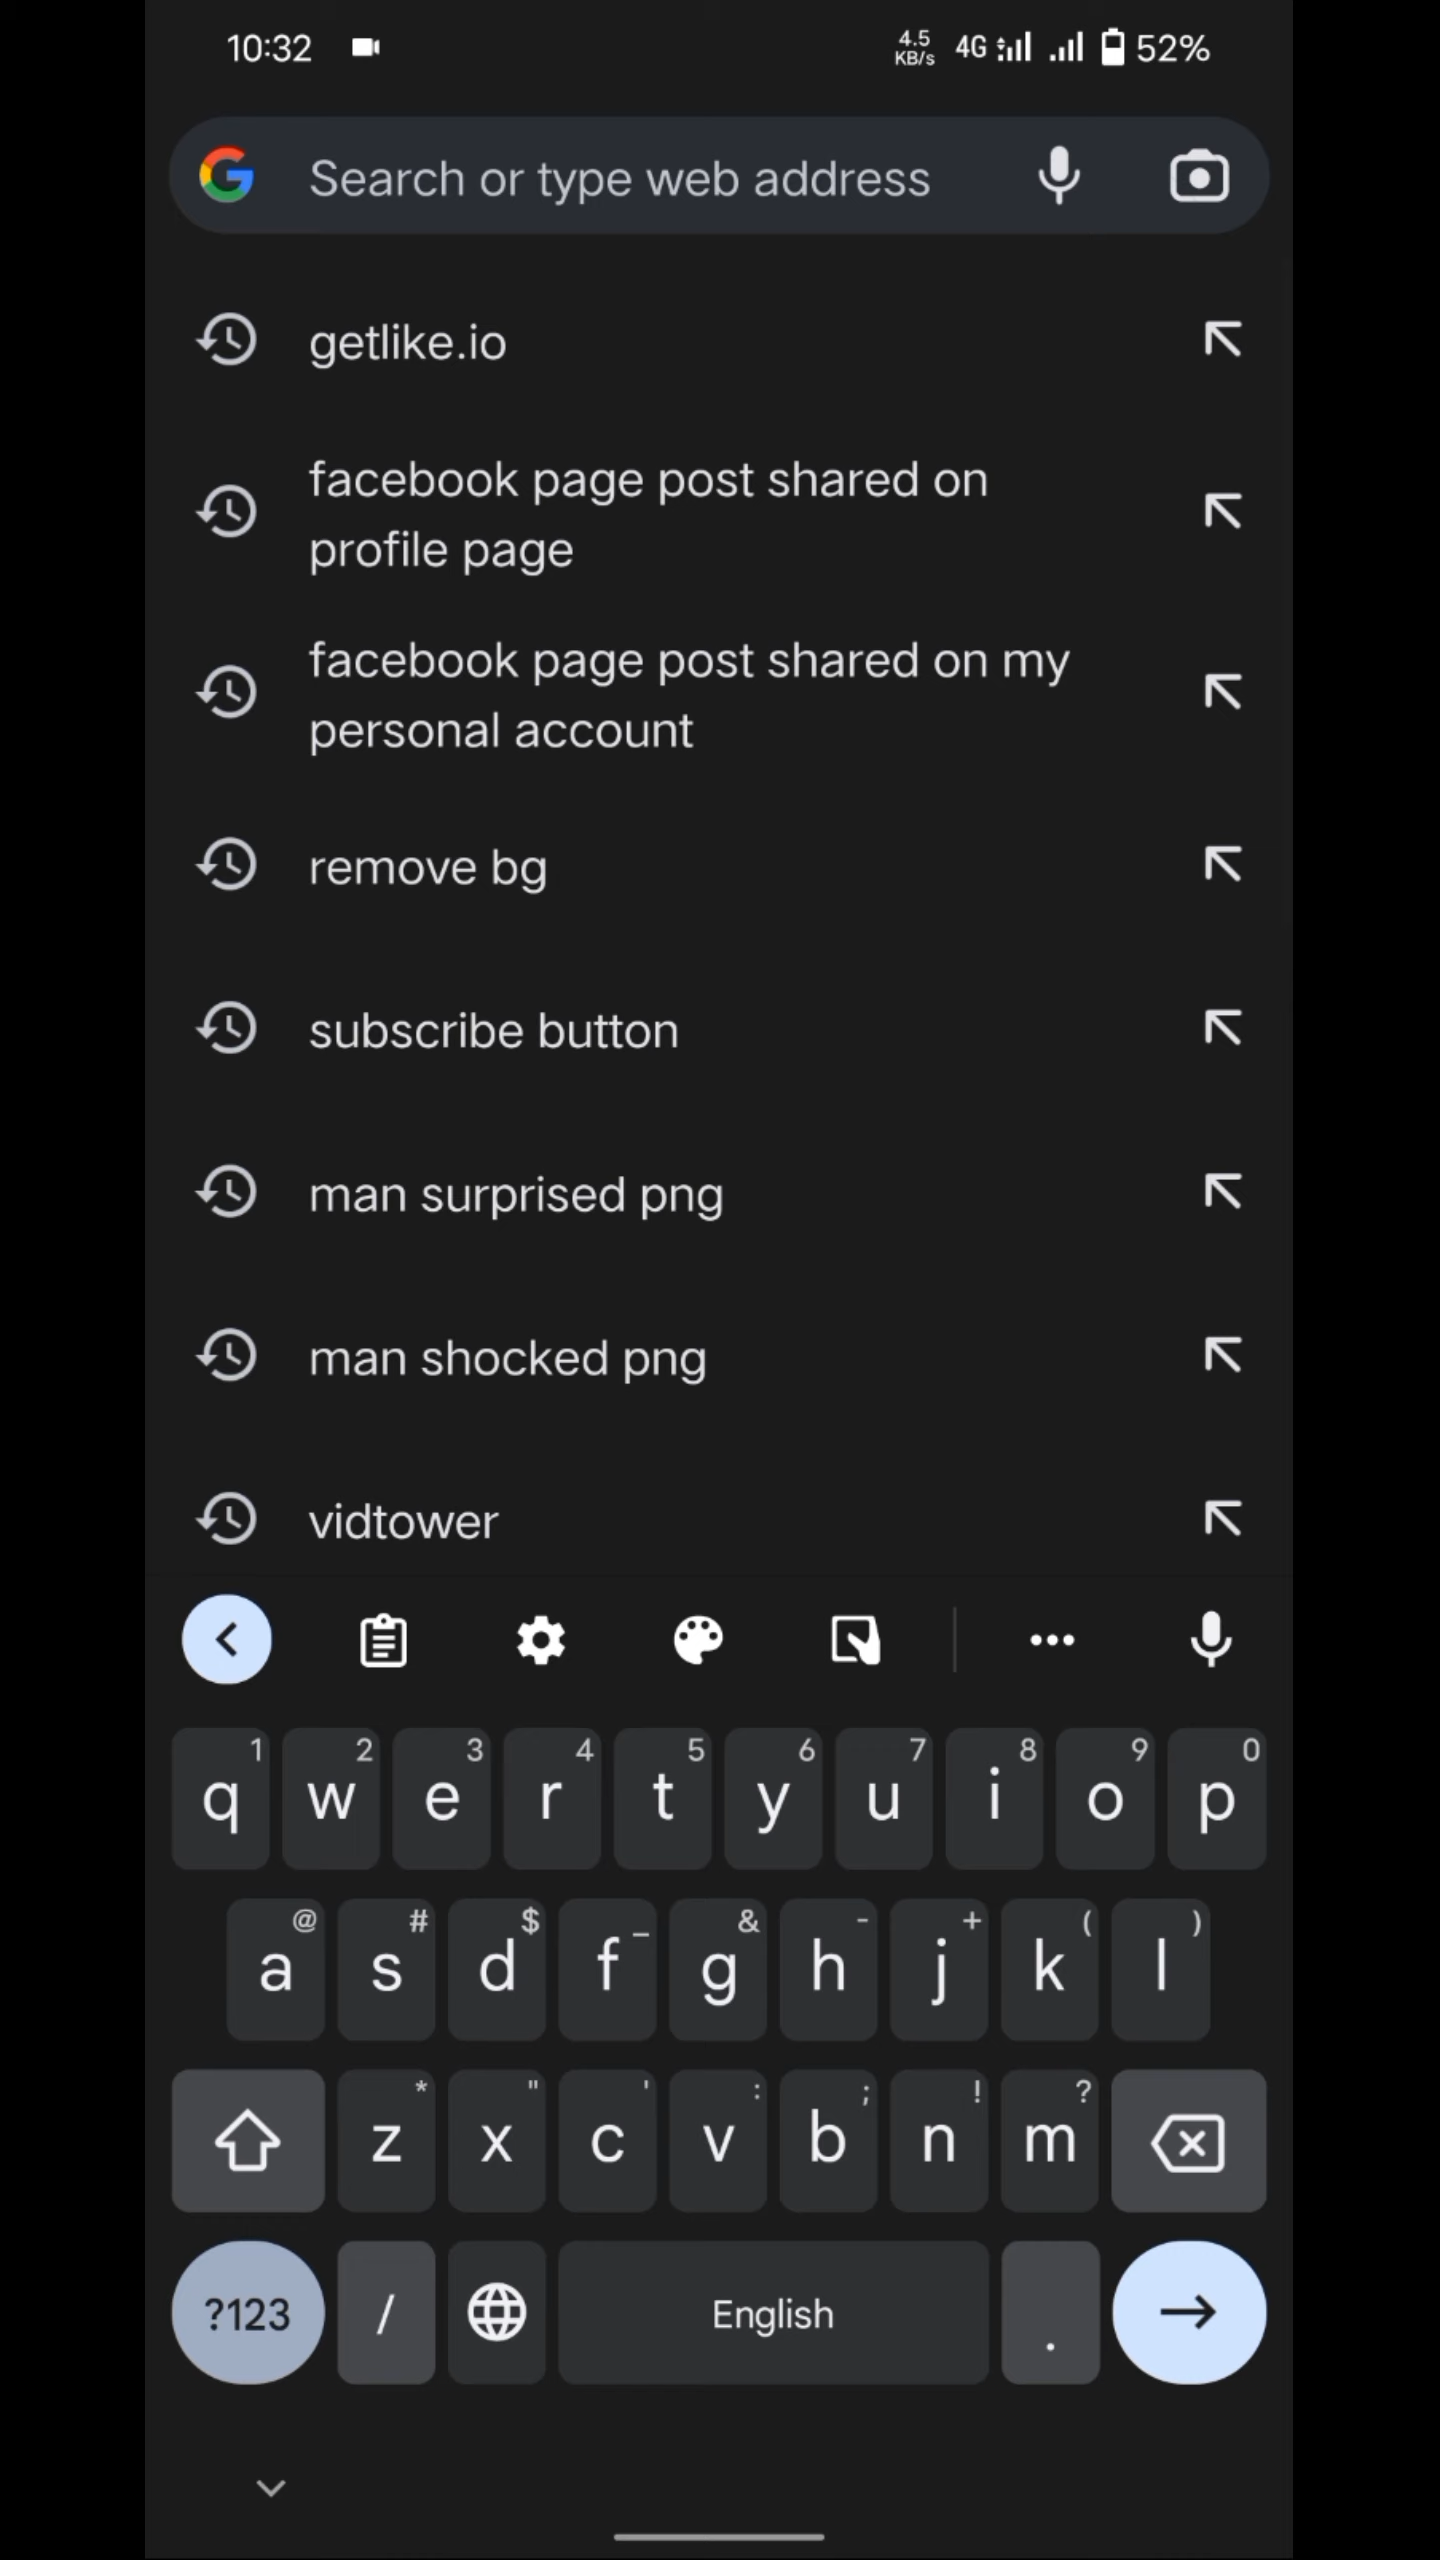 10:32 4.5 KB/s 4G 52%
Search or type web address
getlike.io
facebook page post shared on
profile page
facebook page post shared on my
personal account
remove bg
subscribe button
man surprised png
man shocked png
vidtower
1 2 3 4 5 6 7 8 9 0
q w e r t y u i o p
@ # $ _ & - + ( )
a s d f g h j k l
* " ' : ; ! ?
z x c v b n m
?123 / English .